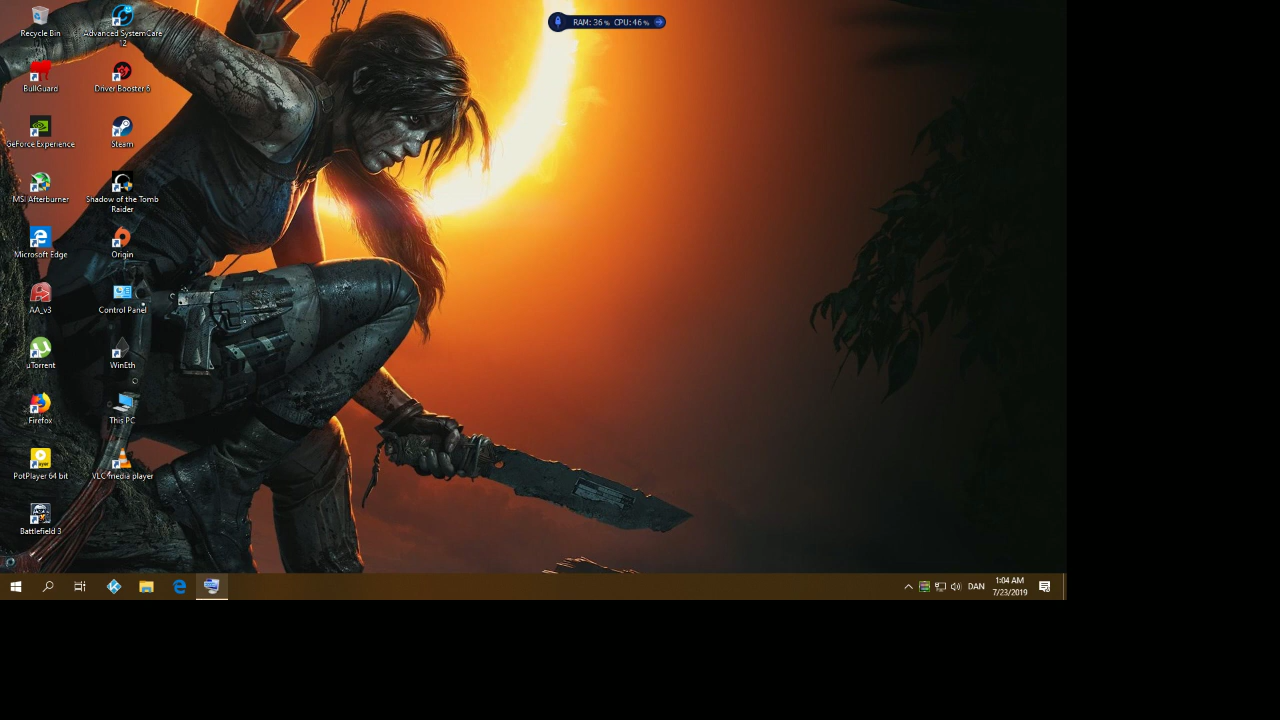 RAM: 36 % CPU: 46 %
Recycle Bin
Advanced SystemCare
12
BullGuard
Driver Booster 6
GeForce Experience
Steam
MSI Afterburner
Shadow of the Tomb
Raider
Microsoft Edge
Origin
AA_v3
Control Panel
uTorrent
WinEth
Firefox
This PC
PotPlayer 64 bit
VLC media player
Battlefield 3
DAN
1:04 AM
7/23/2019